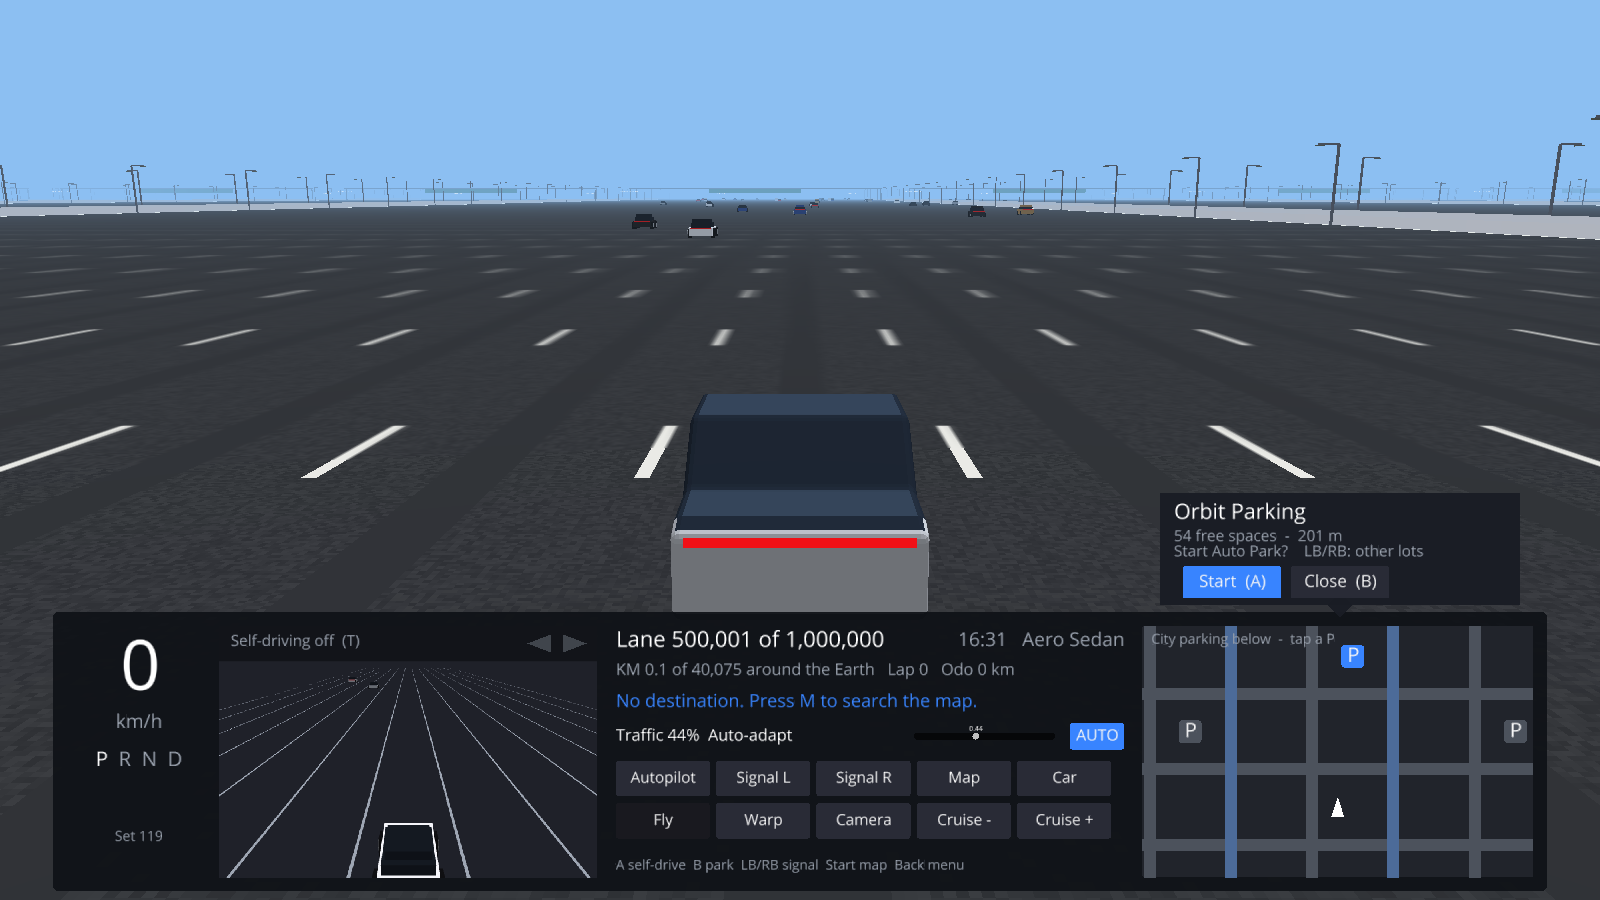 Orbit Parking
54 free spaces - 201 m
Start Auto Park? LB/RB: other lots
Start (A) Close (B)
0
km/h
P R N D
Set 119
Self-driving off (T)
Lane 500,001 of 1,000,000 16:31 Aero Sedan
KM 0.1 of 40,075 around the Earth Lap 0 Odo 0 km
No destination. Press M to search the map.
Traffic 44% Auto-adapt 0.44 AUTO
Autopilot Signal L Signal R Map Car
Fly Warp Camera Cruise - Cruise +
A self-drive B park LB/RB signal Start map Back menu
City parking below - tap a P
P
P P